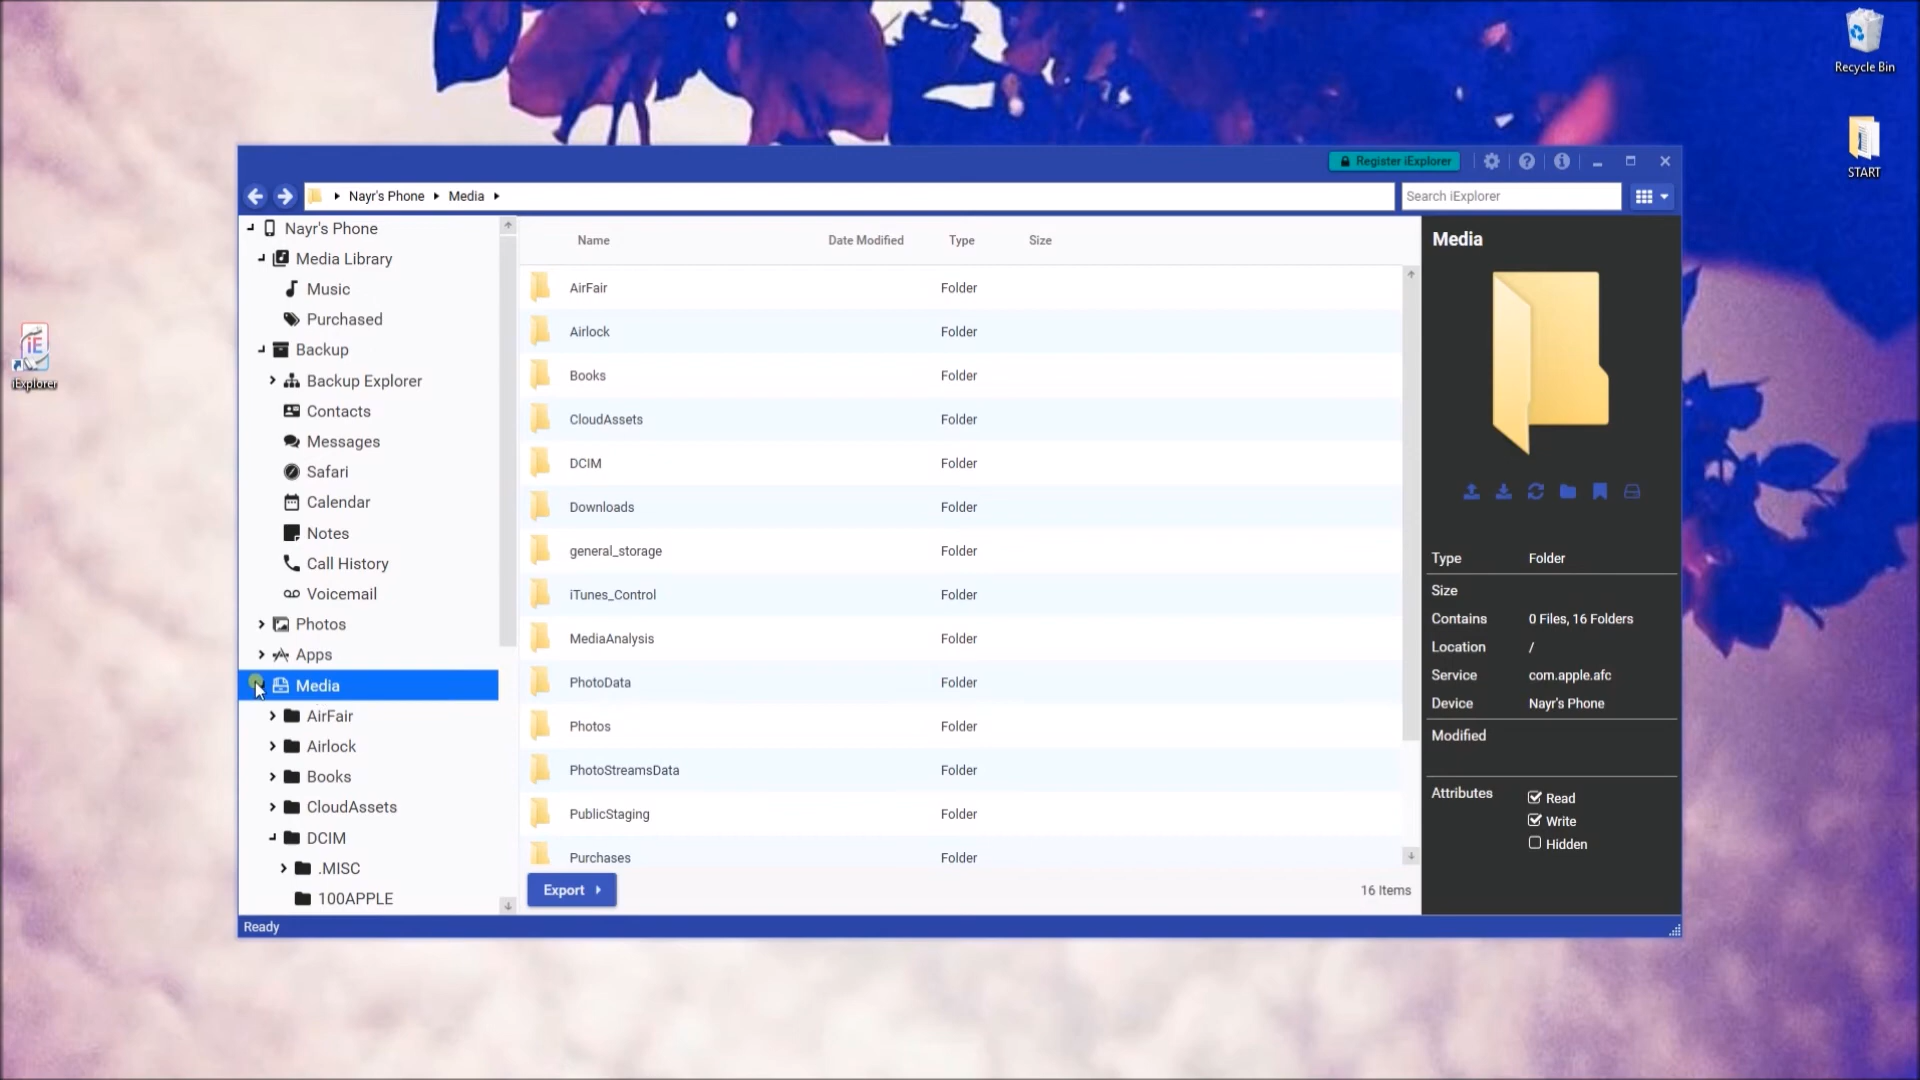 Recycle Bin
START
iExplorer
Register iExplorer
Nayr's Phone Media
Search iExplorer
Nayr's Phone
Media Library
Music
Purchased
Backup
Backup Explorer
Contacts
Messages
Safari
Calendar
Notes
Call History
Voicemail
Photos
Apps
Media
AirFair
Airlock
Books
CloudAssets
DCIM
.MISC
100APPLE
Name Date Modified Type Size
AirFair Folder
Airlock Folder
Books Folder
CloudAssets Folder
DCIM Folder
Downloads Folder
general_storage Folder
iTunes_Control Folder
MediaAnalysis Folder
PhotoData Folder
Photos Folder
PhotoStreamsData Folder
PublicStaging Folder
Purchases Folder
Export
16 Items
Media
Type Folder
Size
Contains 0 Files, 16 Folders
Location /
Service com.apple.afc
Device Nayr's Phone
Modified
Attributes Read
Write
Hidden
Ready